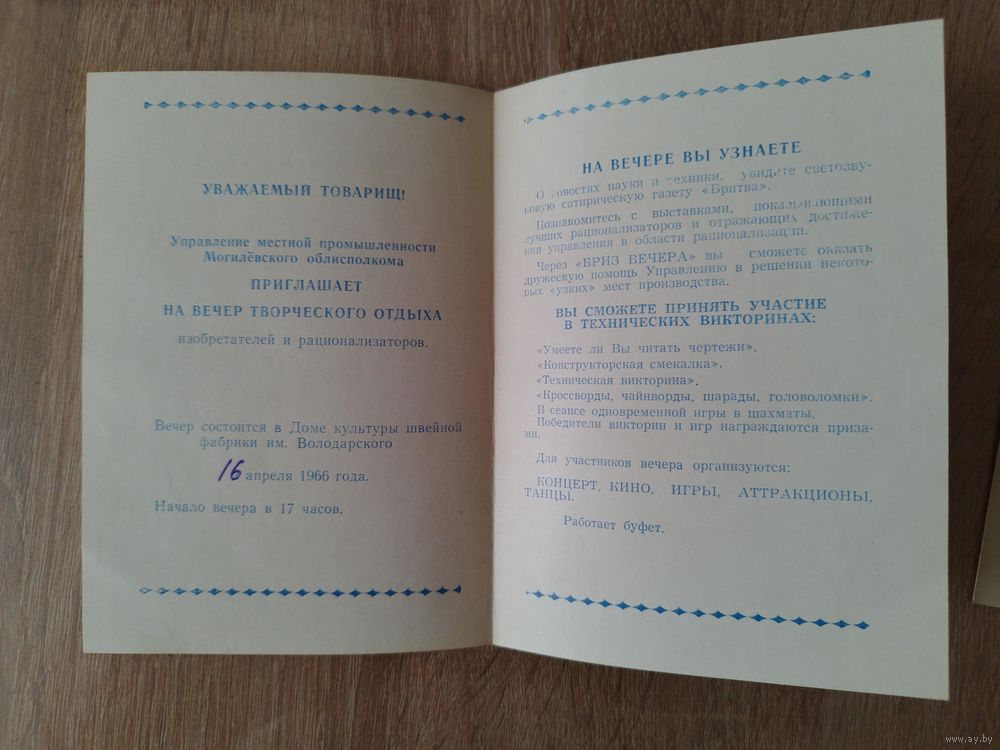 УВАЖАЕМЫЙ ТОВАРИЩ!
Управление местной промышленности
Могилёвского облисполкома
ПРИГЛАШАЕТ
НА ВЕЧЕР ТВОРЧЕСКОГО ОТДЫХА
изобретателей и рационализаторов.
Вечер состоится в Доме культуры швейной
фабрики им. Володарского
16 апреля 1966 года.
Начало вечера в 17 часов.
НА ВЕЧЕРЕ ВЫ УЗНАЕТЕ
О новостях науки и техники, увидите светозву-
ковую сатирическую газету «Бритва».
Познакомитесь с выставками, показывающими
лучших рационализаторов и отражающих достиже-
ния управления в области рационализации.
Через «БРИЗ ВЕЧЕРА» вы сможете оказать
дружескую помощь Управлению в решении некото-
рых «узких» мест производства.
ВЫ СМОЖЕТЕ ПРИНЯТЬ УЧАСТИЕ
В ТЕХНИЧЕСКИХ ВИКТОРИНАХ:
«Умеете ли Вы читать чертежи».
«Конструкторская смекалка».
«Техническая викторина».
«Кроссворды, чайнворды, шарады, головоломки».
В сеансе одновременной игры в шахматы.
Победители викторин и игр награждаются приза-
ми.
Для участников вечера организуются:
КОНЦЕРТ, КИНО, ИГРЫ, АТТРАКЦИОНЫ,
ТАНЦЫ.
Работает буфет.
www.ay.by